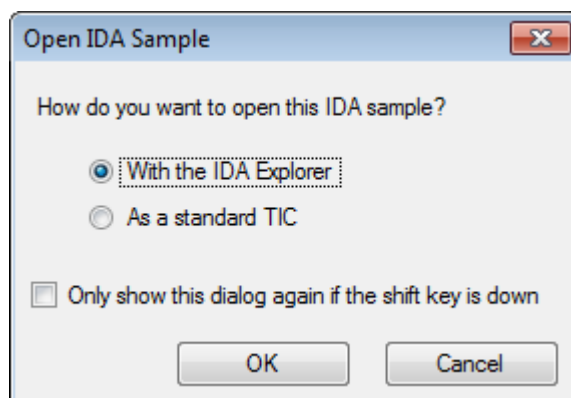 Open IDA Sample
How do you want to open this IDA sample?
With the IDA Explorer
As a standard TIC
Only show this dialog again if the shift key is down
OK
Cancel